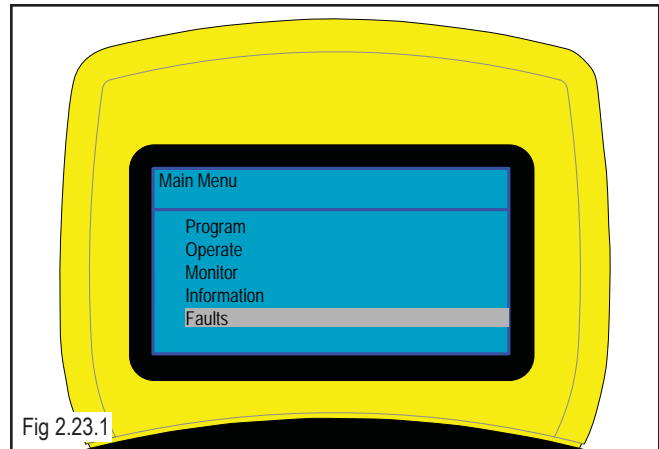 Main Menu
Program
Operate
Monitor
Information
Faults
Fig 2.23.1